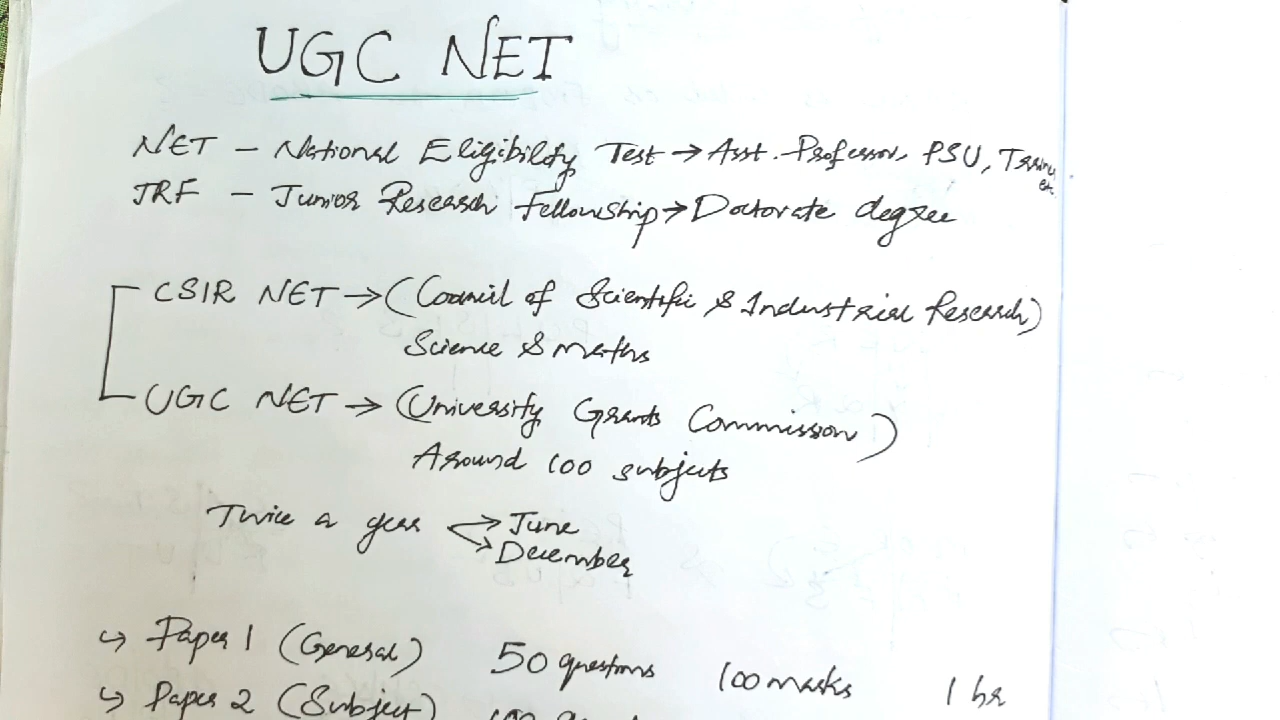 UGC NET
NET – National Eligibility Test → Asst. Professor, PSU,
JRF – Junior Research Fellowship → Doctorate degree
CSIR NET → (Council of Scientific & Industrial Research)
Science & maths
UGC NET → (University Grants Commission)
Around 100 subjects
Twice a year → June
→ December
↪ Paper 1 (General) 50 questions 100 marks 1 hr
↪ Paper 2 (Subject)